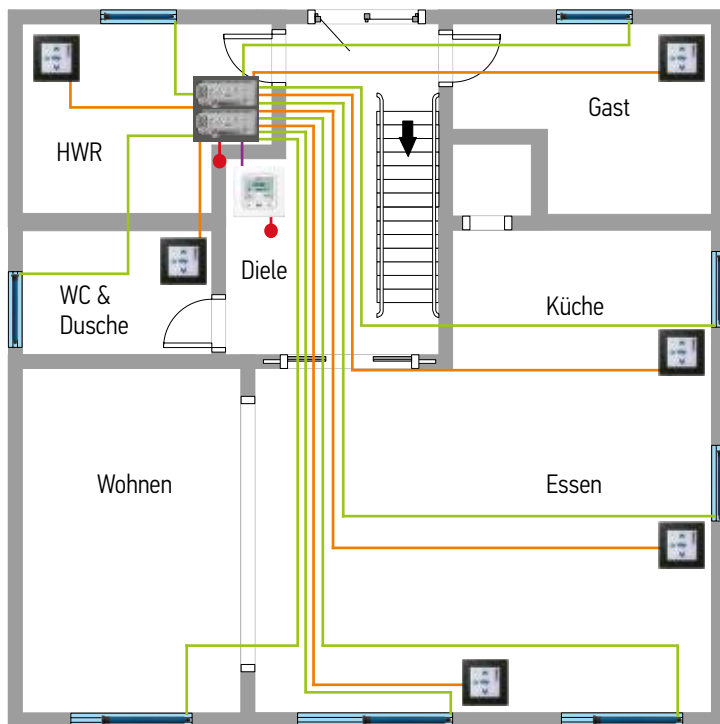 Gast
HWR
WC &
Dusche
Diele
Küche
Wohnen
Essen